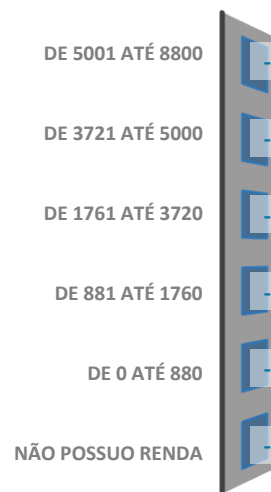 DE 5001 ATÉ 8800
DE 3721 ATÉ 5000
DE 1761 ATÉ 3720
DE 881 ATÉ 1760
DE 0 ATÉ 880
NÃO POSSUO RENDA